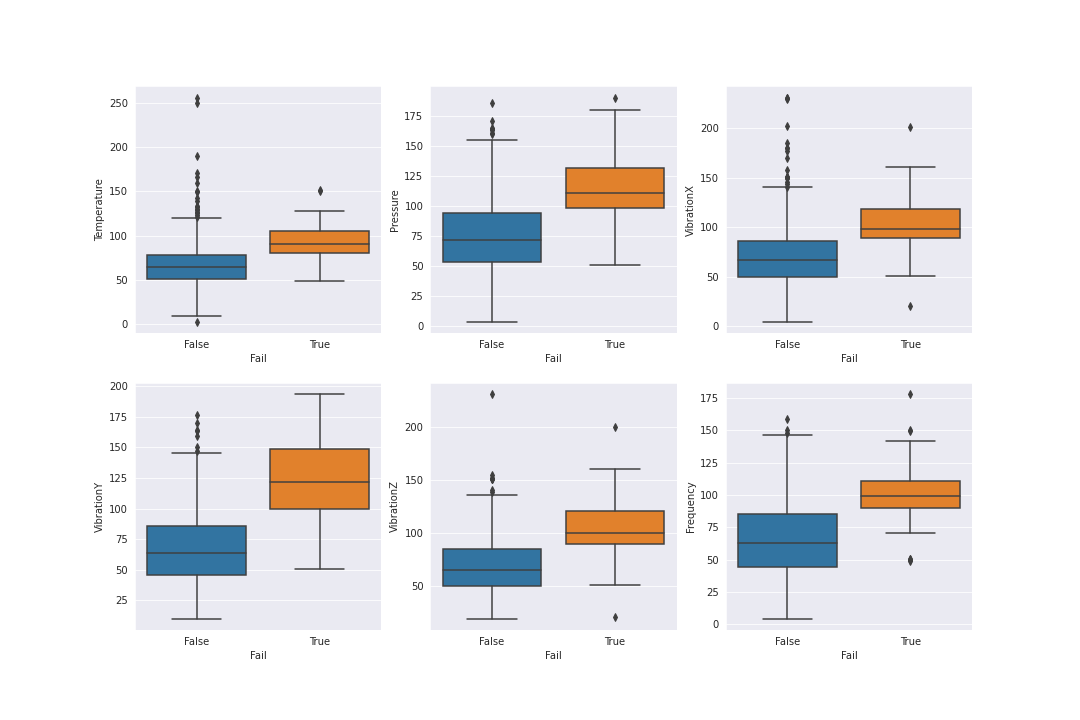 Temperature
250
200
150
100
50
0
False True
Fail
Pressure
175
150
125
100
75
50
25
0
False True
Fail
VibrationX
200
150
100
50
0
False True
Fail
VibrationY
200
175
150
125
100
75
50
25
False True
Fail
VibrationZ
200
150
100
50
False True
Fail
Frequency
175
150
125
100
75
50
25
0
False True
Fail